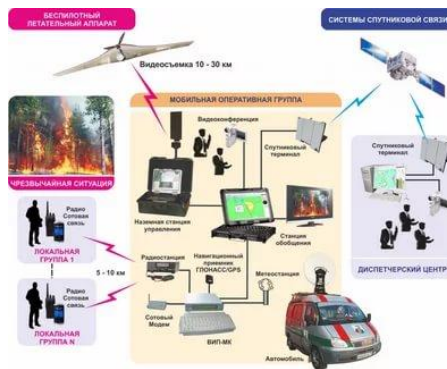 БЕСПИЛОТНЫЙ
ЛЕТАТЕЛЬНЫЙ АППАРАТ
СИСТЕМЫ СПУТНИКОВОЙ СВЯЗИ
Видеосъемка 10 - 30 км
МОБИЛЬНАЯ ОПЕРАТИВНАЯ ГРУППА
Видеоконференция
Спутниковый
терминал
Спутниковый
терминал
ЧРЕЗВЫЧАЙНАЯ СИТУАЦИЯ
Наземная станция
управления
Станция
обобщения
Радио
Сотовая
связь
ЛОКАЛЬНАЯ
ГРУППА 1
5 - 10 км
Радиостанция
Навигационный
приемник
ГЛОНАСС/GPS
Метеостанция
ДИСПЕТЧЕРСКИЙ ЦЕНТР
Радио
Сотовая
связь
ЛОКАЛЬНАЯ
ГРУППА N
Сотовый
Модем
ВИП-МК
Автомобиль